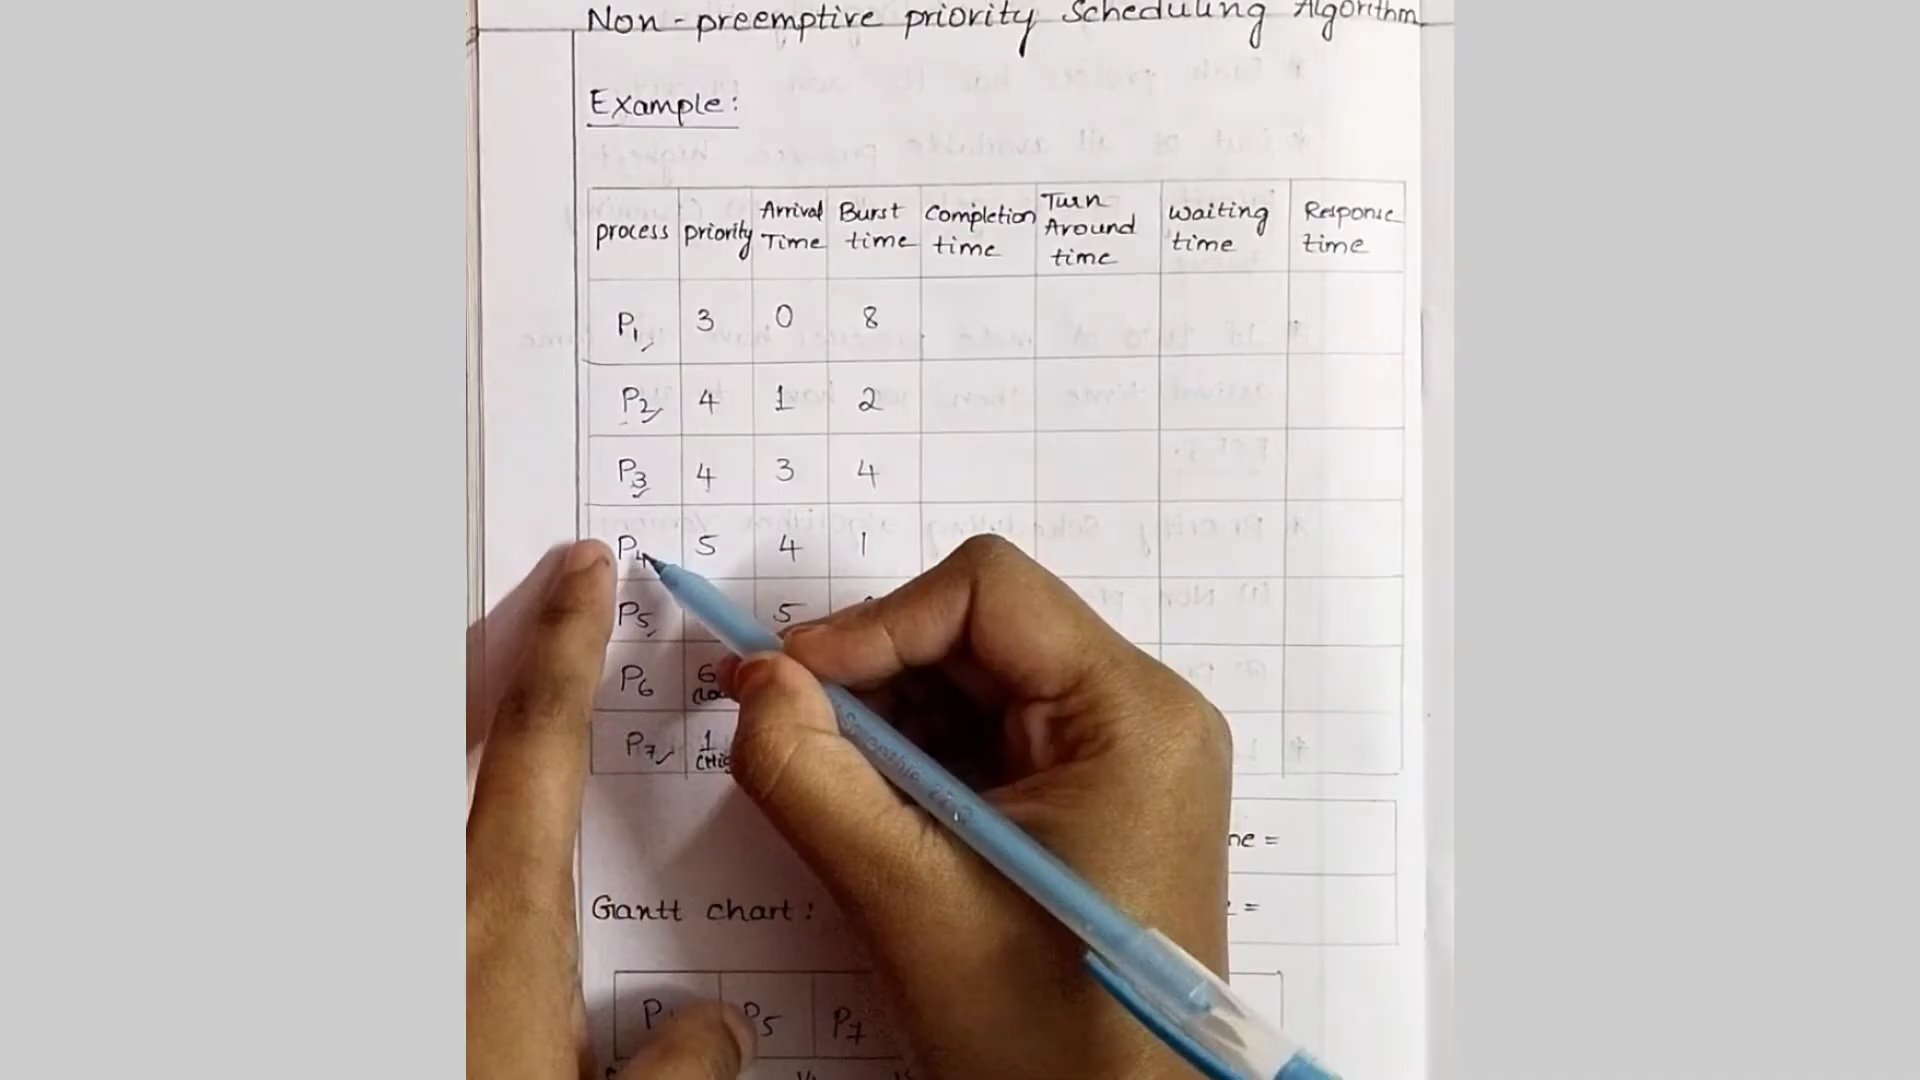 Non-preemptive priority Scheduling Algorithm
Example:
process priority Arrival Time Burst time Completion time Turn Around time Waiting time Response time
P1 3 0 8
P2 4 1 2
P3 4 3 4
P4 5 4 1
P5 5
P6 6
P7 1
=
=
Gantt chart:
P5 P7